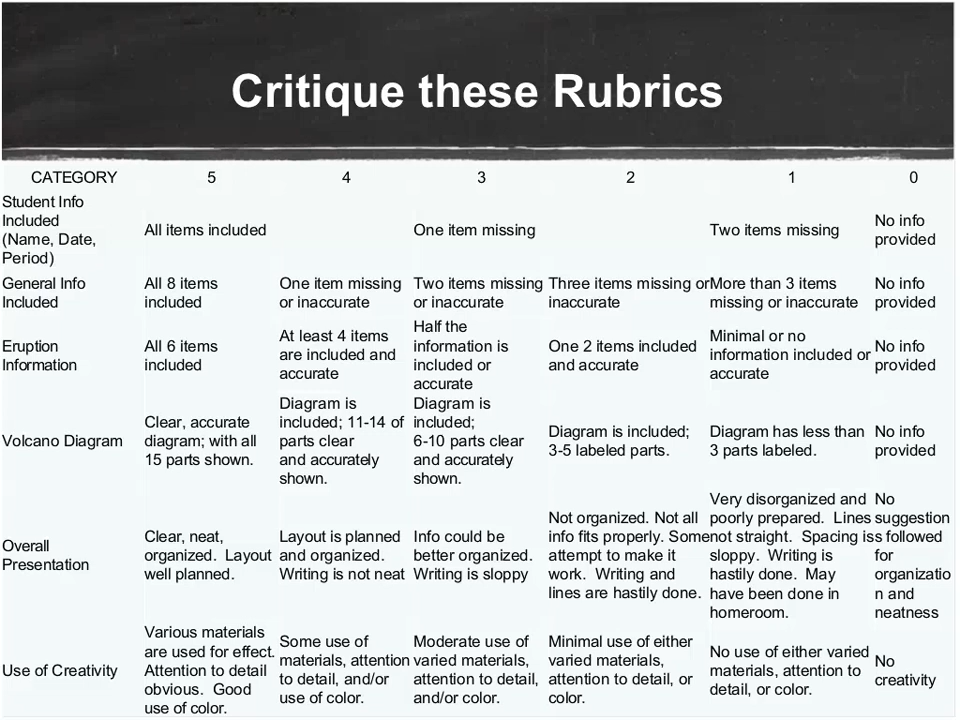 Critique these Rubrics
CATEGORY 5 4 3 2 1 0
Student Info
Included
(Name, Date,
Period)
All items included
One item missing
Two items missing
No info
provided
General Info
Included
All 8 items
included
One item missing
or inaccurate
Two items missing
or inaccurate
Three items missing or
inaccurate
More than 3 items
missing or inaccurate
No info
provided
Eruption
Information
All 6 items
included
At least 4 items
are included and
accurate
Half the
information is
included or
accurate
One 2 items included
and accurate
Minimal or no
information included or
accurate
No info
provided
Volcano Diagram
Clear, accurate
diagram; with all
15 parts shown.
Diagram is
included; 11-14 of
parts clear
and accurately
shown.
Diagram is
included;
6-10 parts clear
and accurately
shown.
Diagram is included;
3-5 labeled parts.
Diagram has less than
3 parts labeled.
No info
provided
Overall
Presentation
Clear, neat,
organized. Layout
well planned.
Layout is planned
and organized.
Writing is not neat
Info could be
better organized.
Writing is sloppy
Not organized. Not all
info fits properly. Some
attempt to make it
work. Writing and
lines are hastily done.
Very disorganized and
poorly prepared. Lines
not straight. Spacing is
sloppy. Writing is
hastily done. May
have been done in
homeroom.
No
suggestion
s followed
for
organizatio
n and
neatness
Use of Creativity
Various materials
are used for effect.
Attention to detail
obvious. Good
use of color.
Some use of
materials, attention
to detail, and/or
use of color.
Moderate use of
varied materials,
attention to detail,
and/or color.
Minimal use of either
varied materials,
attention to detail, or
color.
No use of either varied
materials, attention to
detail, or color.
No
creativity